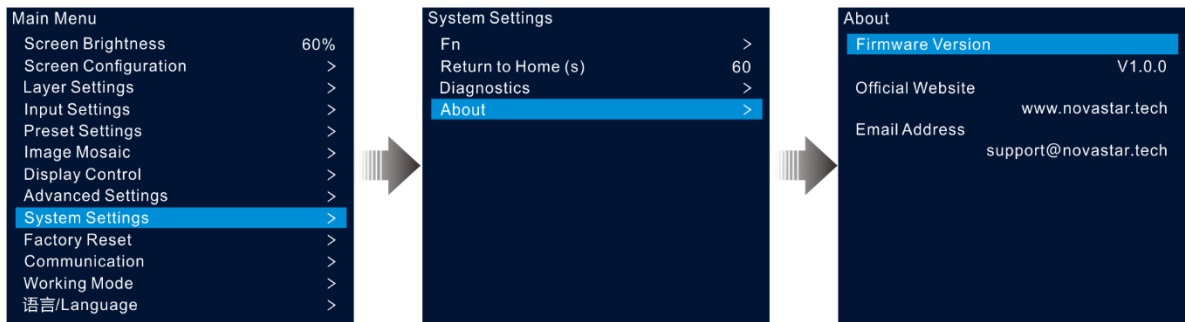 Main Menu
Screen Brightness 60%
Screen Configuration >
Layer Settings >
Input Settings >
Preset Settings >
Image Mosaic >
Display Control >
Advanced Settings >
System Settings >
Factory Reset >
Communication >
Working Mode >
语言/Language >
System Settings
Fn >
Return to Home (s) 60
Diagnostics >
About >
About
Firmware Version
V1.0.0
Official Website
www.novastar.tech
Email Address
support@novastar.tech